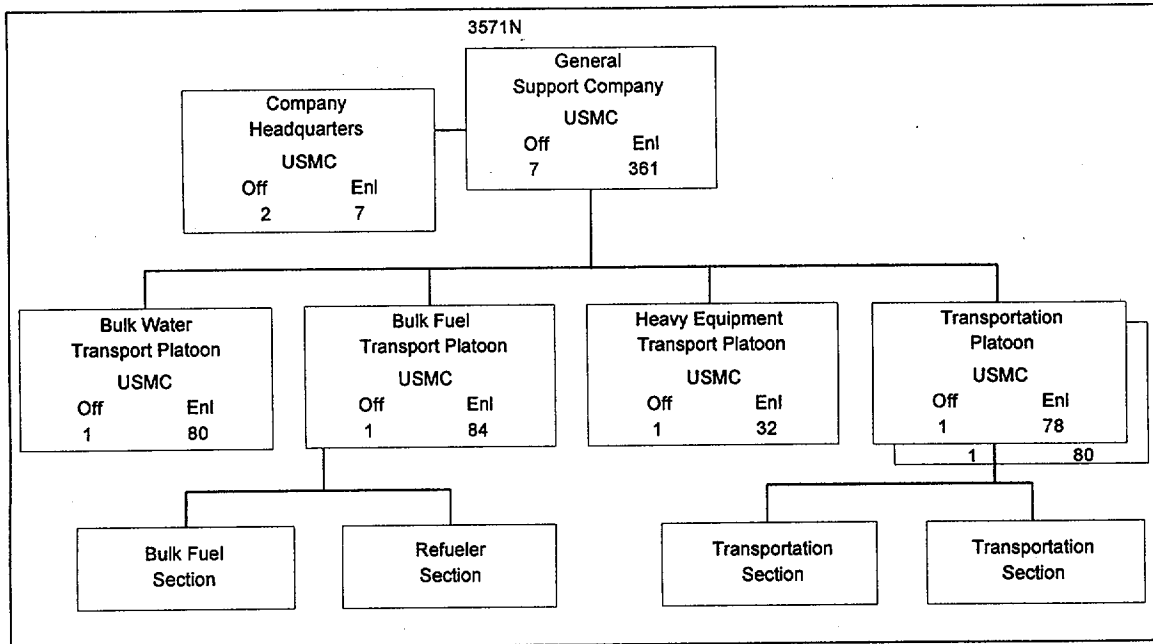 3571N
General
Support Company
USMC
Off Enl
7 361
Company
Headquarters
USMC
Off Enl
2 7
Bulk Water
Transport Platoon
USMC
Off Enl
1 80
Bulk Fuel
Transport Platoon
USMC
Off Enl
1 84
Heavy Equipment
Transport Platoon
USMC
Off Enl
1 32
Transportation
Platoon
USMC
Off Enl
1 78
1 80
Bulk Fuel
Section
Refueler
Section
Transportation
Section
Transportation
Section